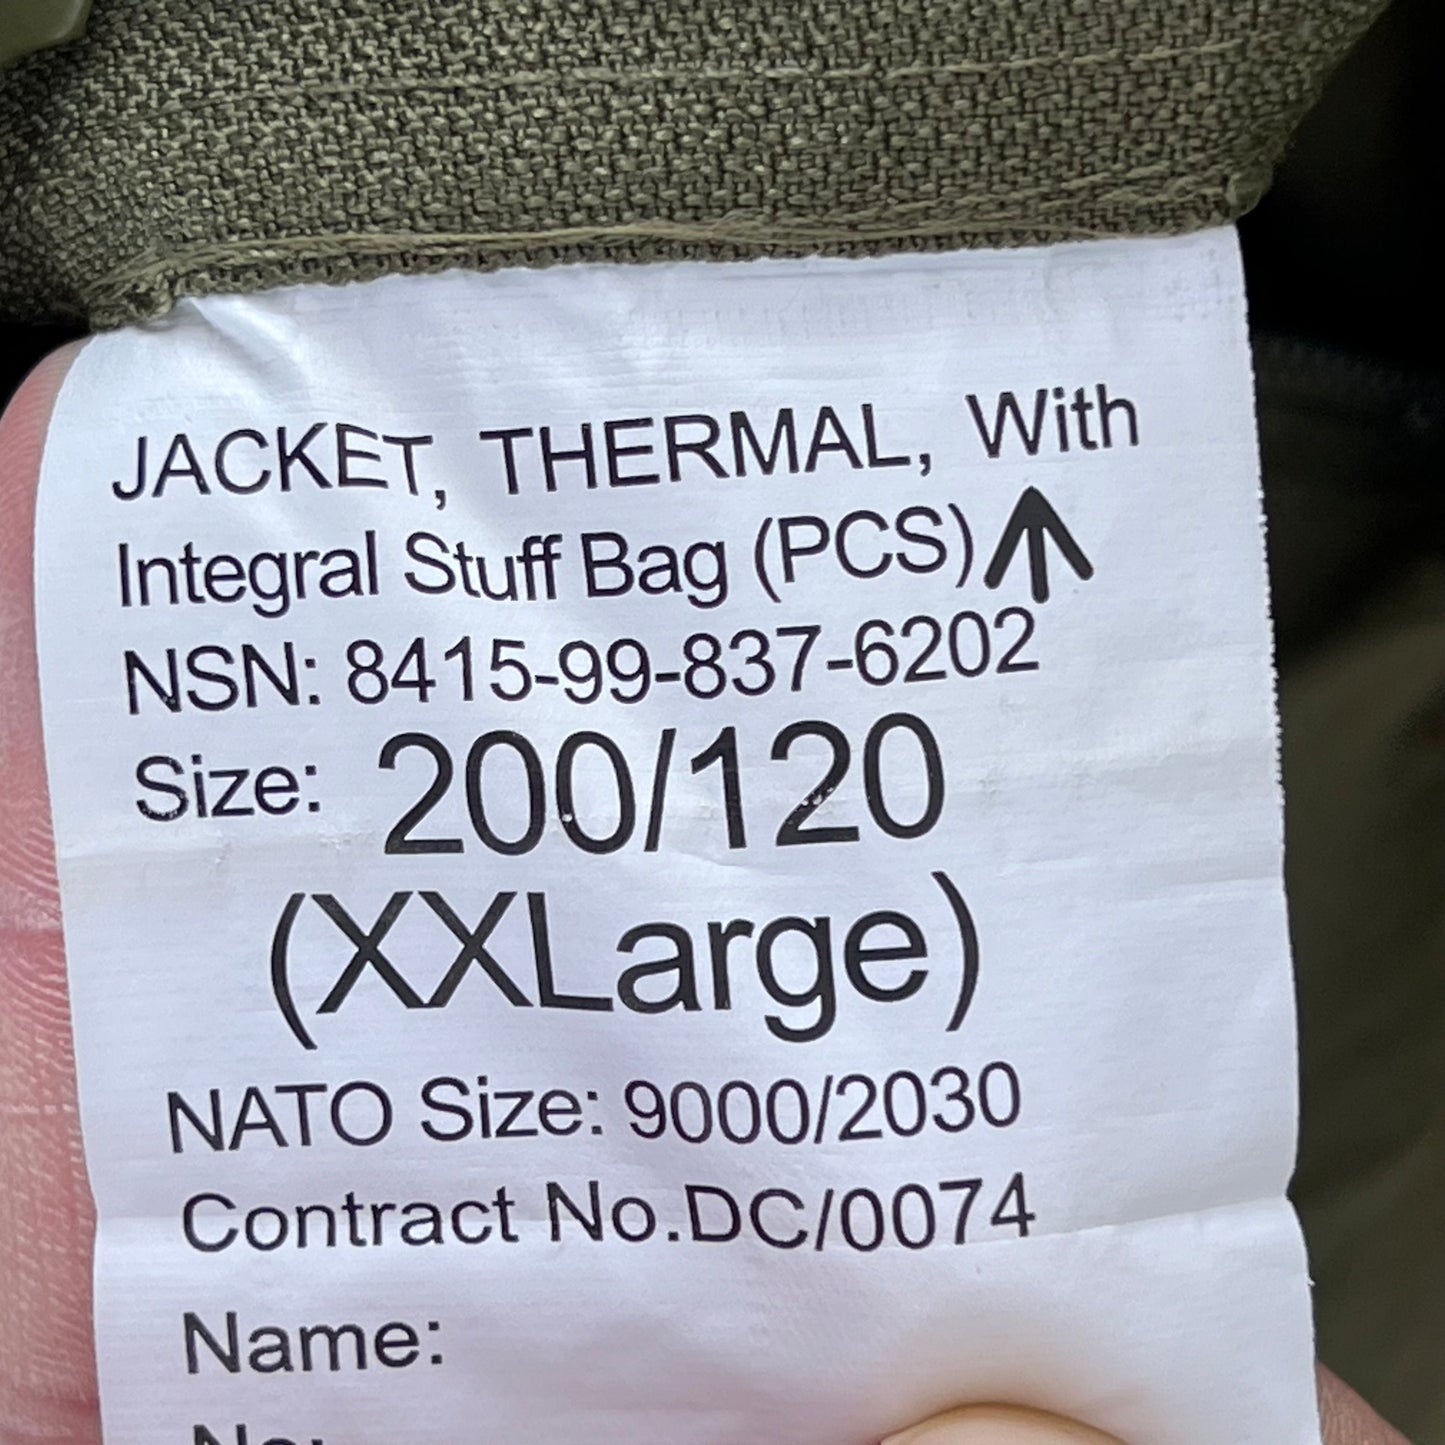 JACKET, THERMAL, With
Integral Stuff Bag (PCS)
NSN: 8415-99-837-6202
Size: 200/120
(XXLarge)
NATO Size: 9000/2030
Contract No.DC/0074
Name:
No: